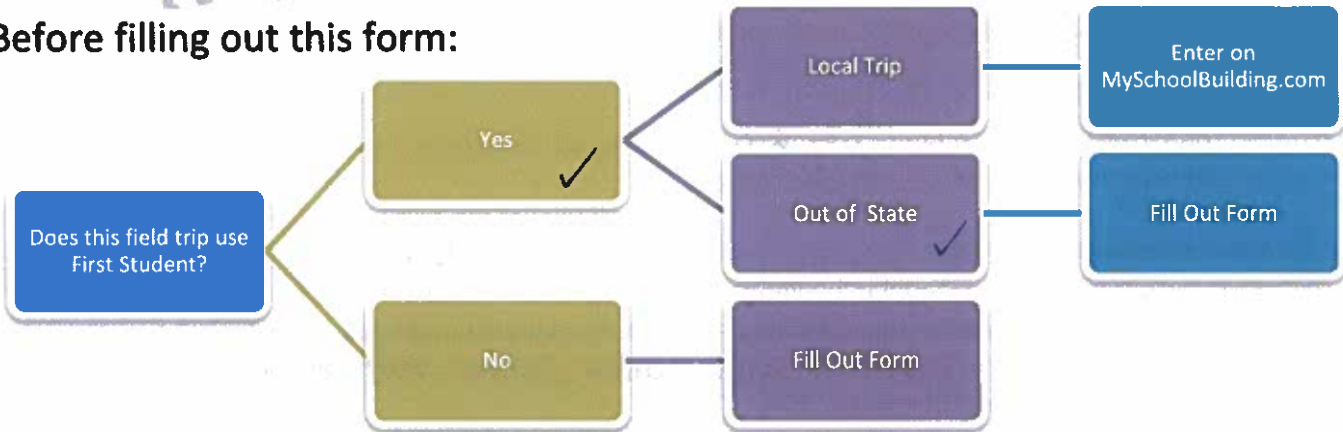 Before filling out this form:
Does this field trip use
First Student?
Yes ✓
No
Local Trip
Out of State ✓
Fill Out Form
Enter on
MySchoolBuilding.com
Fill Out Form